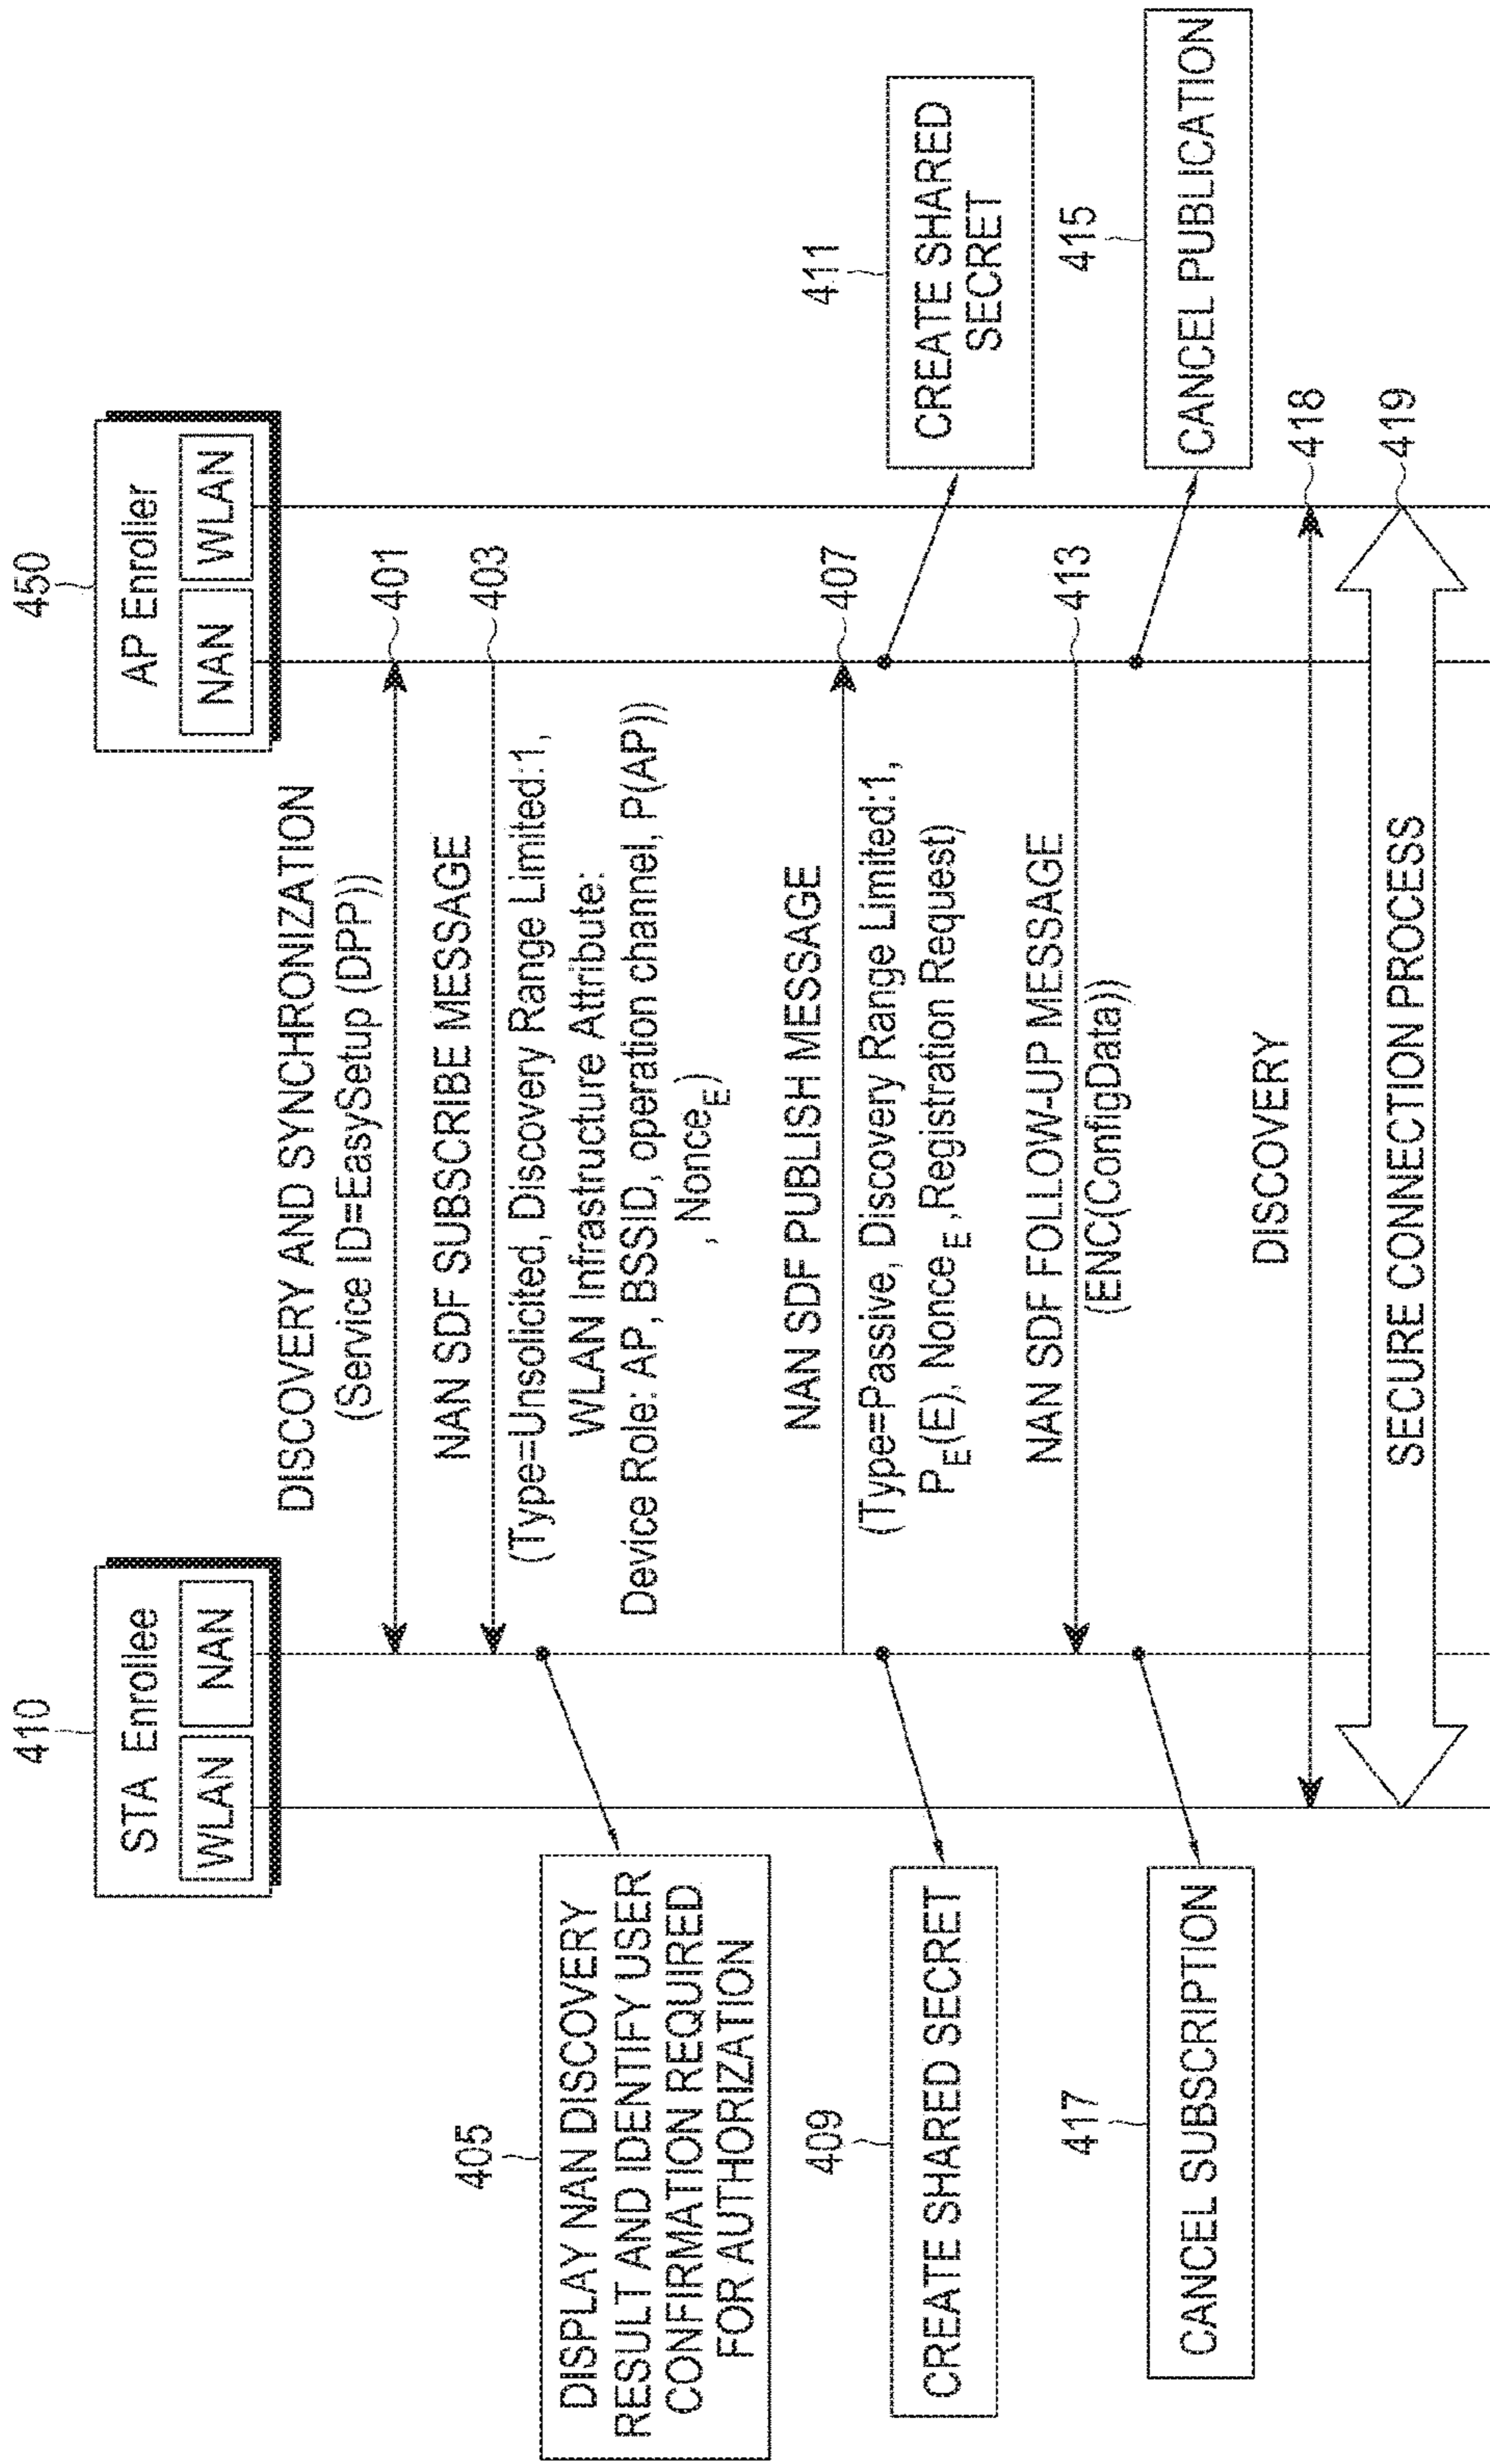 410
STA Enrollee
WLAN
NAN
450
AP Enroller
NAN
WLAN
DISCOVERY AND SYNCHRONIZATION
(Service ID=EasySetup (DPP))
401
NAN SDF SUBSCRIBE MESSAGE
403
(Type=Unsolicited, Discovery Range Limited:1,
WLAN Infrastructure Attribute:
Device Role: AP, BSSID, operation channel, P(AP))
, NonceE)
405
DISPLAY NAN DISCOVERY
RESULT AND IDENTIFY USER
CONFIRMATION REQUIRED
FOR AUTHORIZATION
NAN SDF PUBLISH MESSAGE
407
(Type=Passive, Discovery Range Limited:1,
PE(E), NonceE,Registration Request)
409
CREATE SHARED SECRET
411
CREATE SHARED
SECRET
NAN SDF FOLLOW-UP MESSAGE
413
(ENC(ConfigData))
415
CANCEL PUBLICATION
417
CANCEL SUBSCRIPTION
DISCOVERY
418
SECURE CONNECTION PROCESS
419